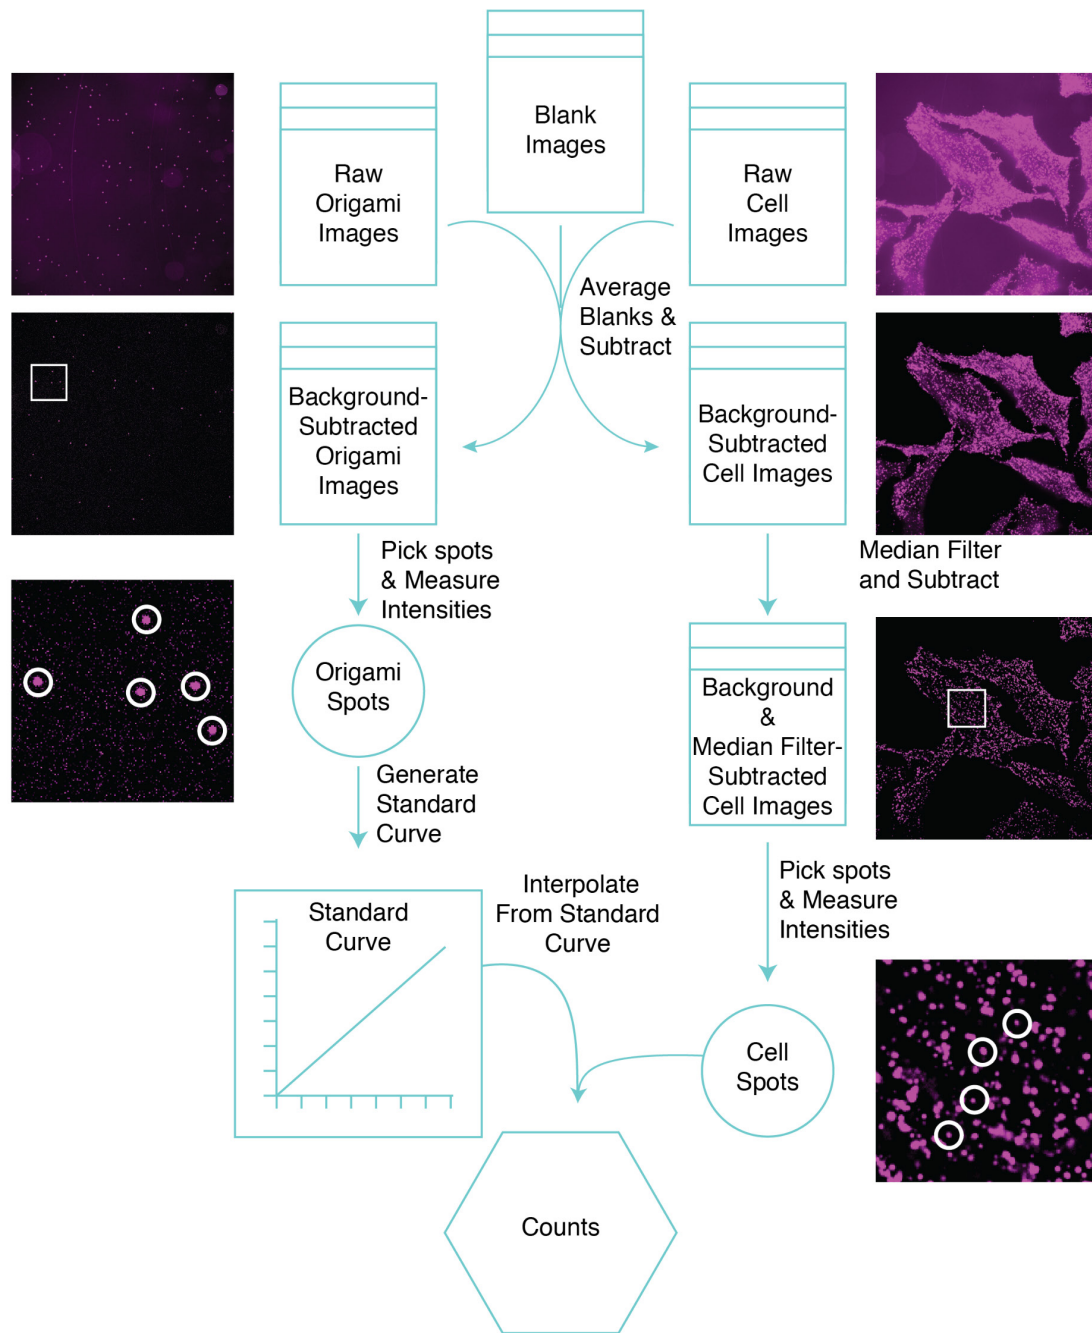 Blank
Images
Raw
Origami
Images
Raw
Cell
Images
Average
Blanks &
Subtract
Background-
Subtracted
Origami
Images
Background-
Subtracted
Cell Images
Pick spots
& Measure
Intensities
Median Filter
and Subtract
Origami
Spots
Background
&
Median Filter-
Subtracted
Cell Images
Generate
Standard
Curve
Pick spots
& Measure
Intensities
Interpolate
From Standard
Curve
Standard
Curve
Cell
Spots
Counts